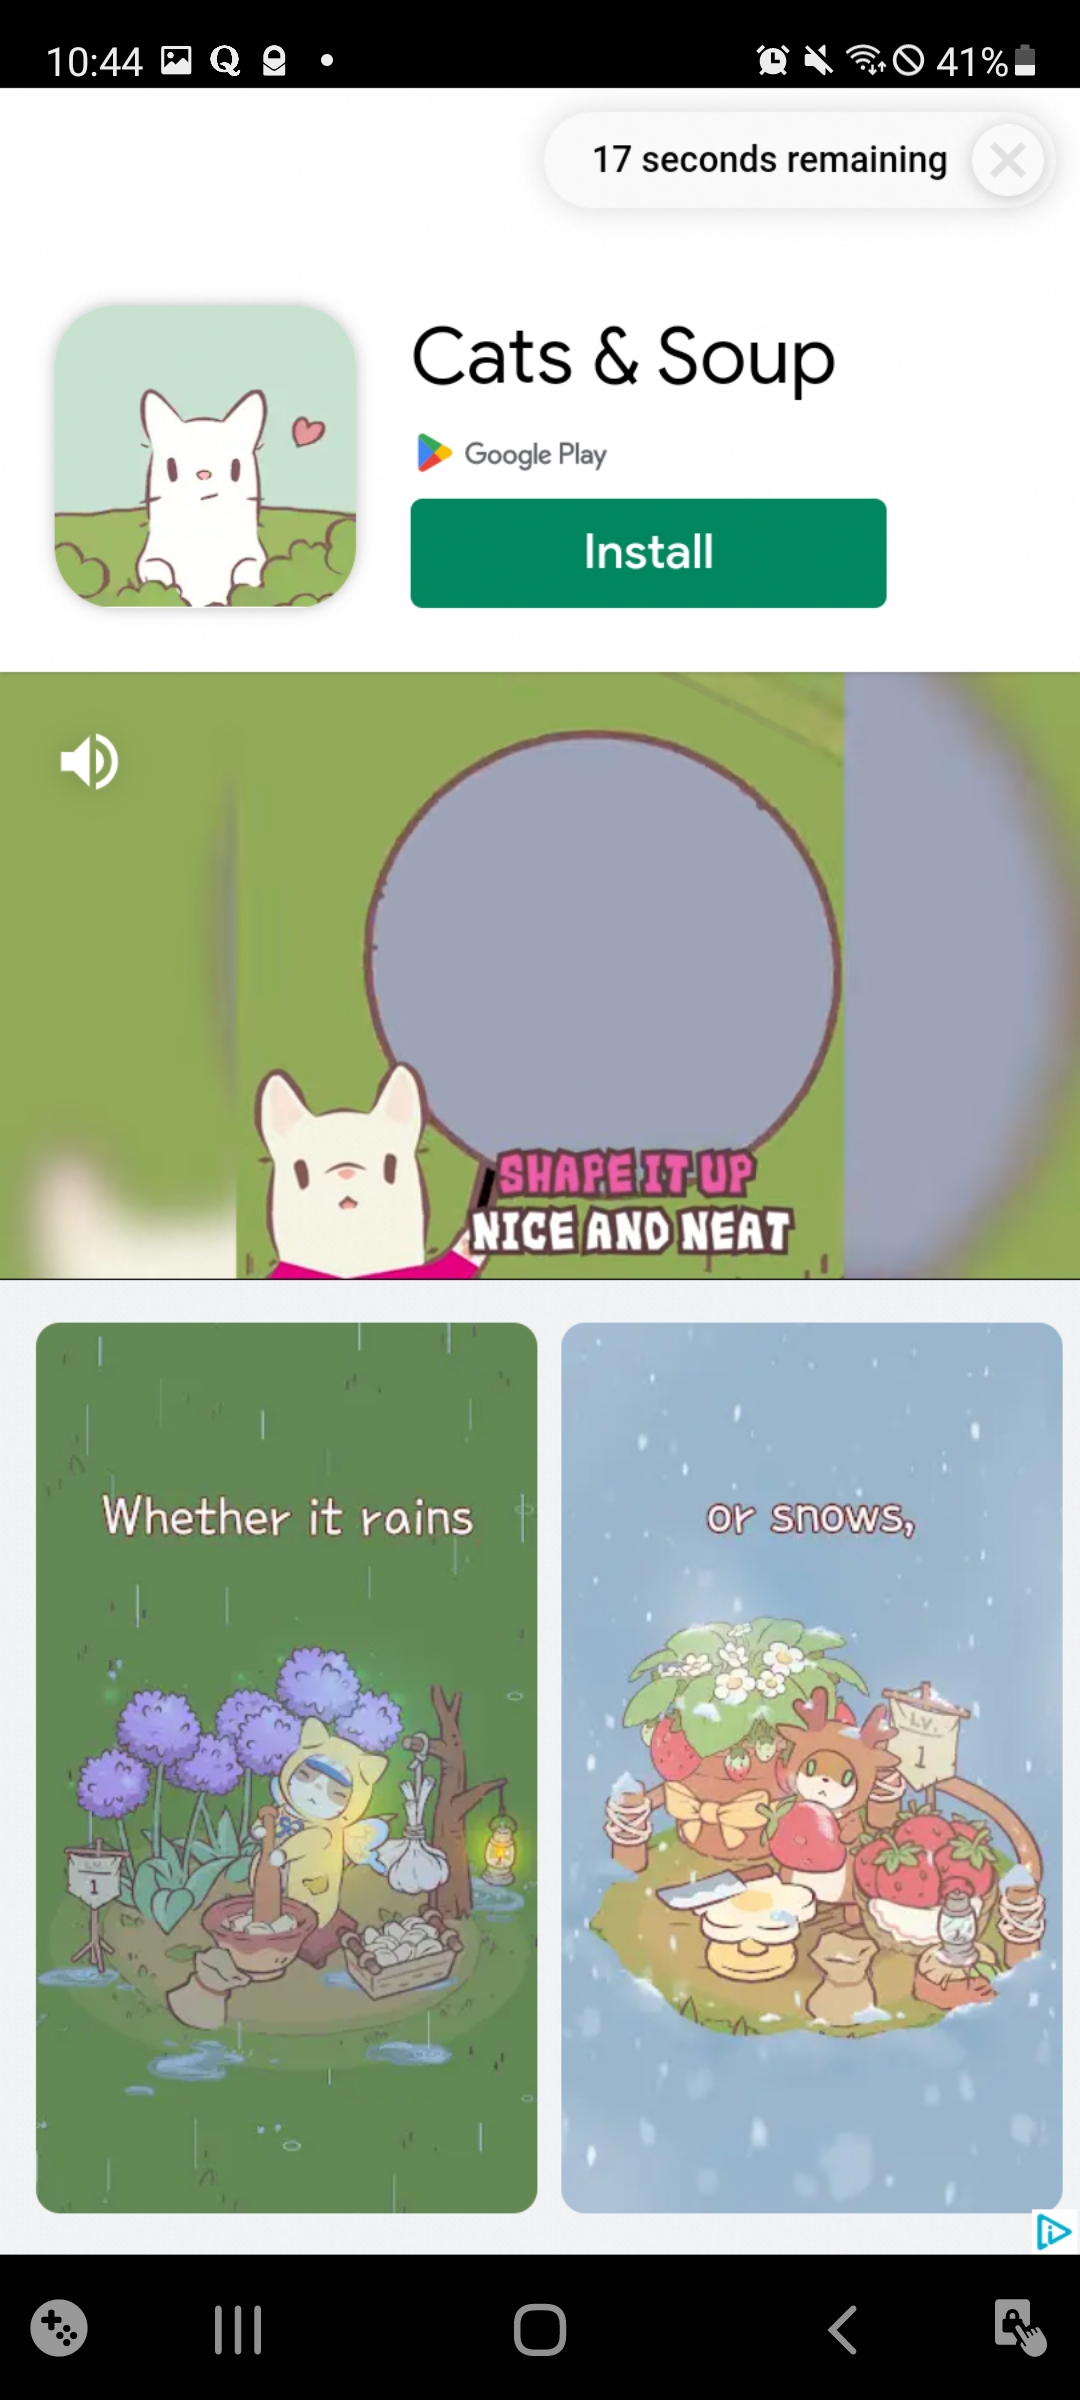 10:44
41%
17 seconds remaining
Cats & Soup
Google Play
Install
SHAPE IT UP
NICE AND NEAT
Whether it rains
or snows,
LV.
1
1